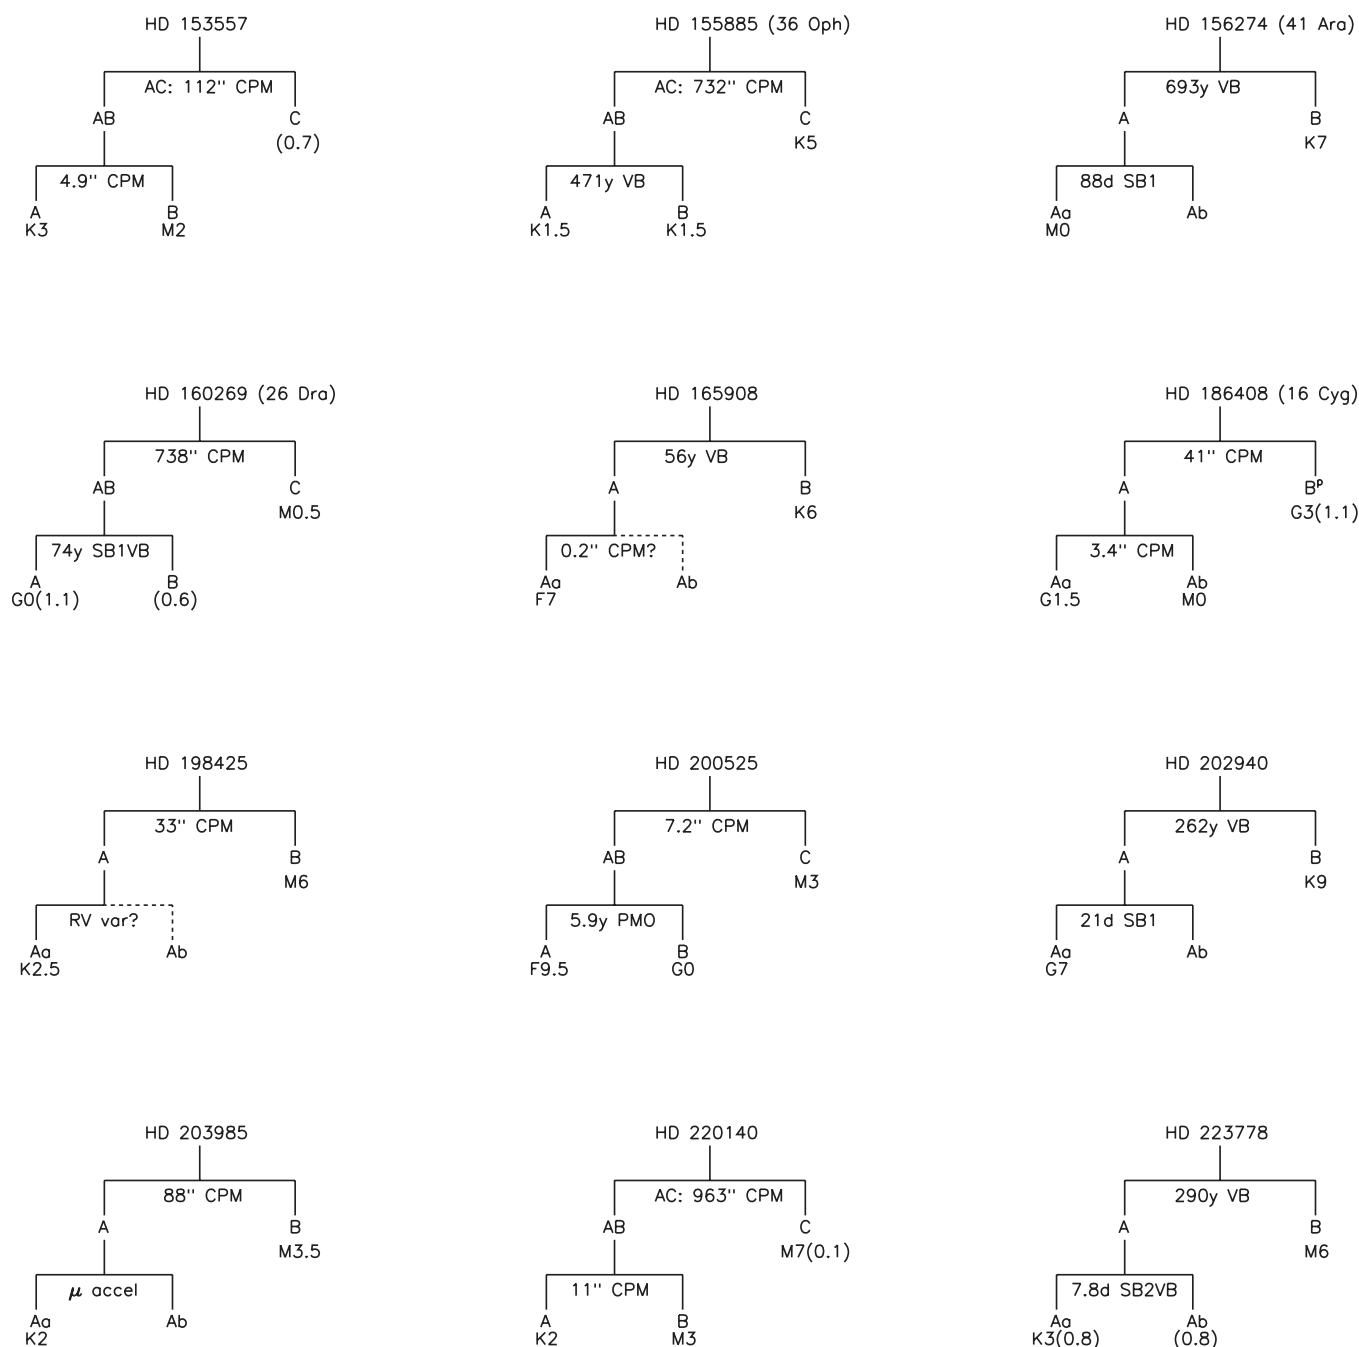 HD 153557
AC: 112" CPM
AB
C
(0.7)
4.9" CPM
A
B
K3
M2
HD 155885 (36 Oph)
AC: 732" CPM
AB
C
K5
471y VB
A
B
K1.5
K1.5
HD 156274 (41 Ara)
693y VB
A
B
K7
88d SB1
Aa
Ab
M0
HD 160269 (26 Dra)
738" CPM
AB
C
M0.5
74y SB1VB
A
B
G0(1.1)
(0.6)
HD 165908
56y VB
A
B
K6
0.2" CPM?
Aa
Ab
F7
HD 186408 (16 Cyg)
41" CPM
A
Bᵖ
G3(1.1)
3.4" CPM
Aa
Ab
G1.5
M0
HD 198425
33" CPM
A
B
M6
RV var?
Aa
Ab
K2.5
HD 200525
7.2" CPM
AB
C
M3
5.9y PMO
A
B
F9.5
G0
HD 202940
262y VB
A
B
K9
21d SB1
Aa
Ab
G7
HD 203985
88" CPM
A
B
M3.5
μ accel
Aa
Ab
K2
HD 220140
AC: 963" CPM
AB
C
M7(0.1)
11" CPM
A
B
K2
M3
HD 223778
290y VB
A
B
M6
7.8d SB2VB
Aa
Ab
K3(0.8)
(0.8)